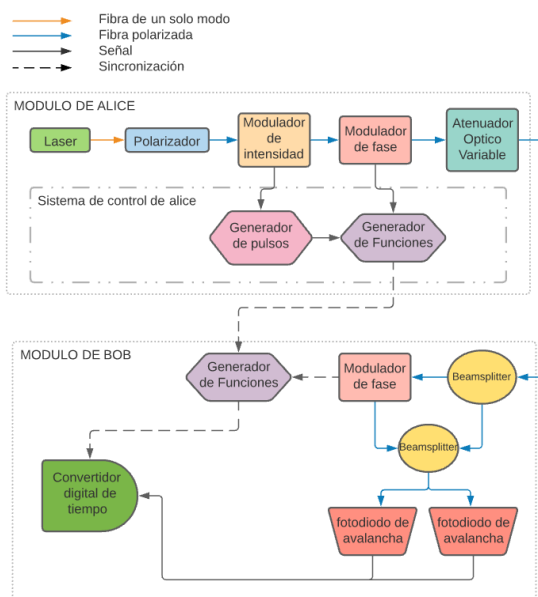 Fibra de un solo modo
Fibra polarizada
Señal
Sincronización
MODULO DE ALICE
Laser
Polarizador
Modulador
de
intensidad
Modulador
de fase
Atenuador
Optico
Variable
Sistema de control de alice
Generador
de pulsos
Generador
de Funciones
MODULO DE BOB
Generador
de Funciones
Modulador
de fase
Beamsplitter
Beamsplitter
Convertidor
digital de
tiempo
fotodiodo de
avalancha
fotodiodo de
avalancha